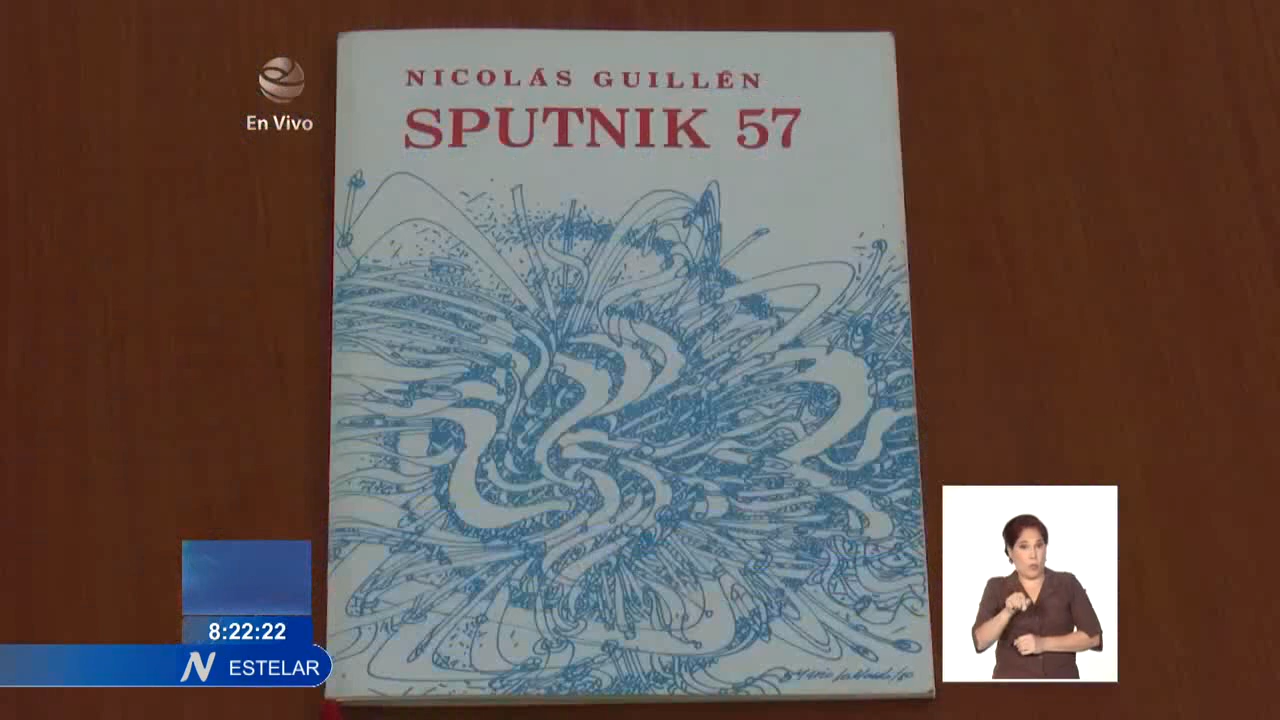 En Vivo
NICOLÁS GUILLÉN
SPUTNIK 57
8:22:22
N ESTELAR